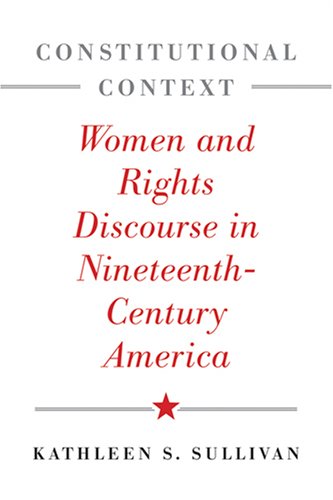 CONSTITUTIONAL
CONTEXT
Women and
Rights
Discourse in
Nineteenth-
Century
America
KATHLEEN S. SULLIVAN